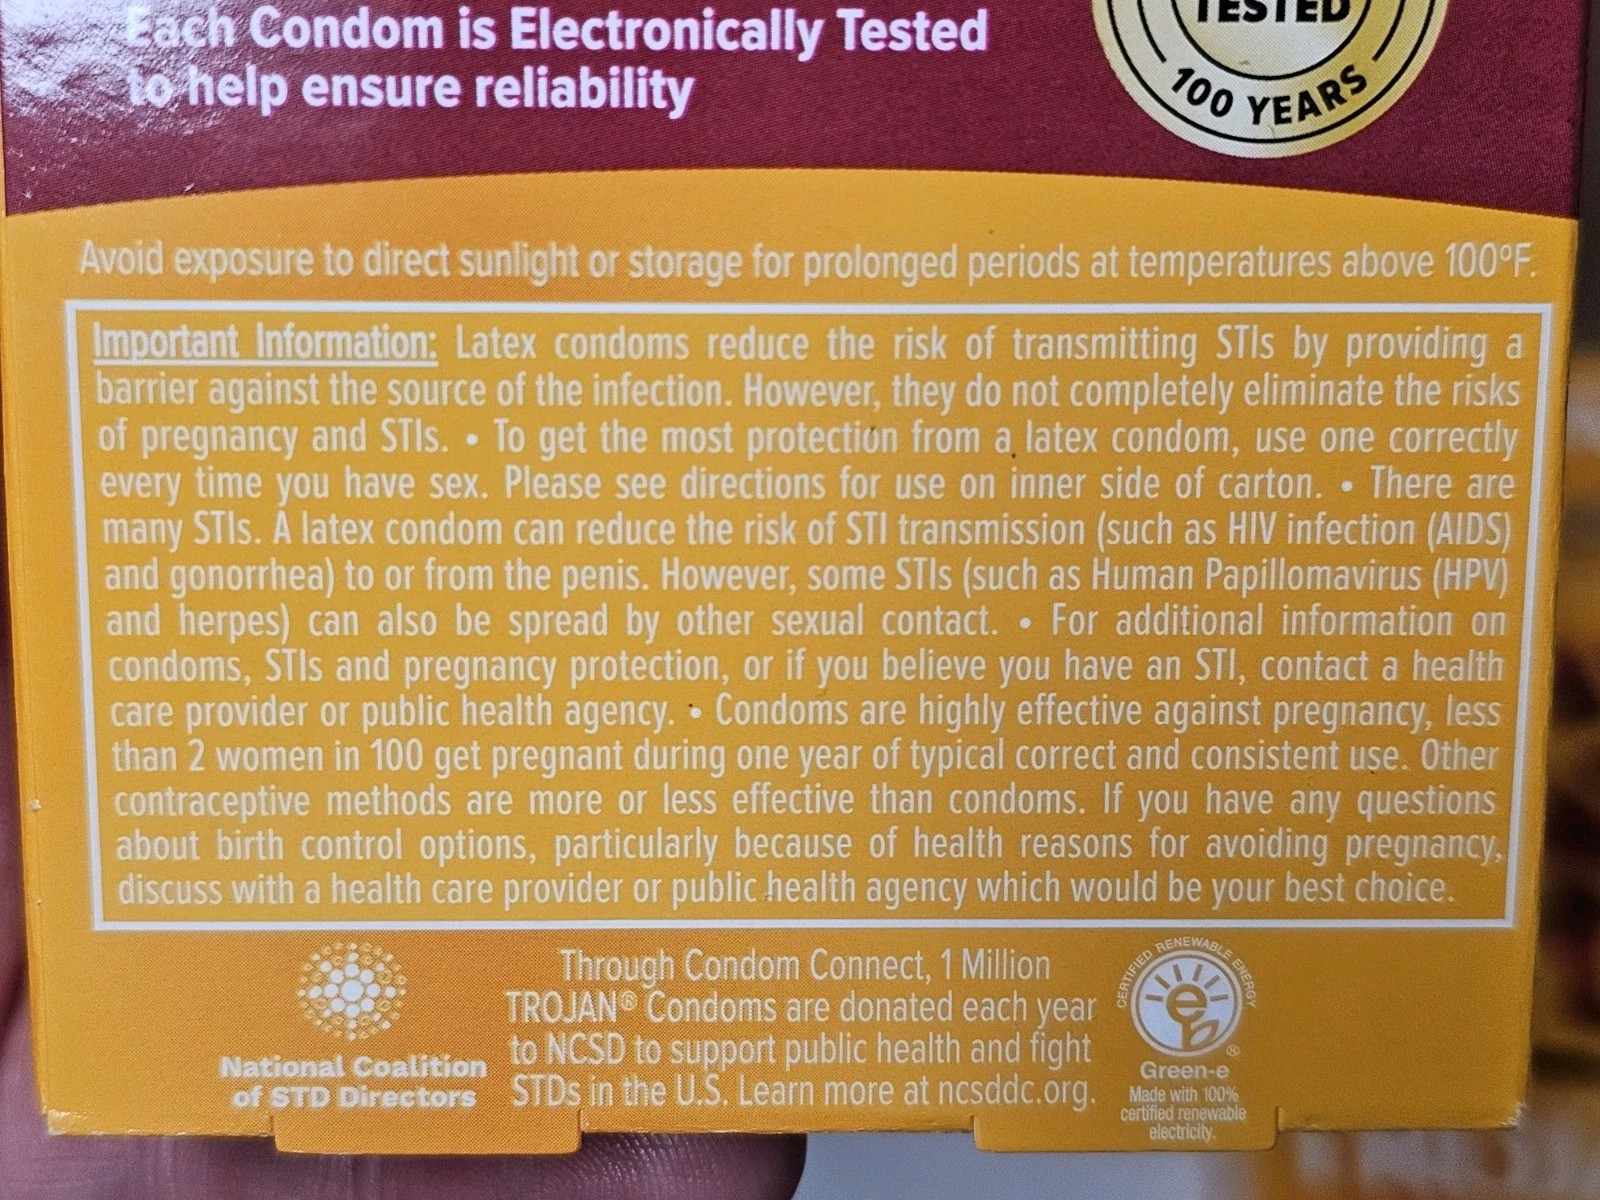 Each Condom is Electronically Tested
to help ensure reliability
TESTED
100 YEARS
Avoid exposure to direct sunlight or storage for prolonged periods at temperatures above 100°F.
Important Information: Latex condoms reduce the risk of transmitting STIs by providing a
barrier against the source of the infection. However, they do not completely eliminate the risks
of pregnancy and STIs. • To get the most protection from a latex condom, use one correctly
every time you have sex. Please see directions for use on inner side of carton. • There are
many STIs. A latex condom can reduce the risk of STI transmission (such as HIV infection (AIDS)
and gonorrhea) to or from the penis. However, some STIs (such as Human Papillomavirus (HPV)
and herpes) can also be spread by other sexual contact. • For additional information on
condoms, STIs and pregnancy protection, or if you believe you have an STI, contact a health
care provider or public health agency. • Condoms are highly effective against pregnancy, less
than 2 women in 100 get pregnant during one year of typical correct and consistent use. Other
contraceptive methods are more or less effective than condoms. If you have any questions
about birth control options, particularly because of health reasons for avoiding pregnancy,
discuss with a health care provider or public health agency which would be your best choice.
National Coalition
of STD Directors
Through Condom Connect, 1 Million
TROJAN® Condoms are donated each year
to NCSD to support public health and fight
STDs in the U.S. Learn more at ncsddc.org.
CERTIFIED RENEWABLE ENERGY
e
®
Green-e
Made with 100%
certified renewable
electricity.